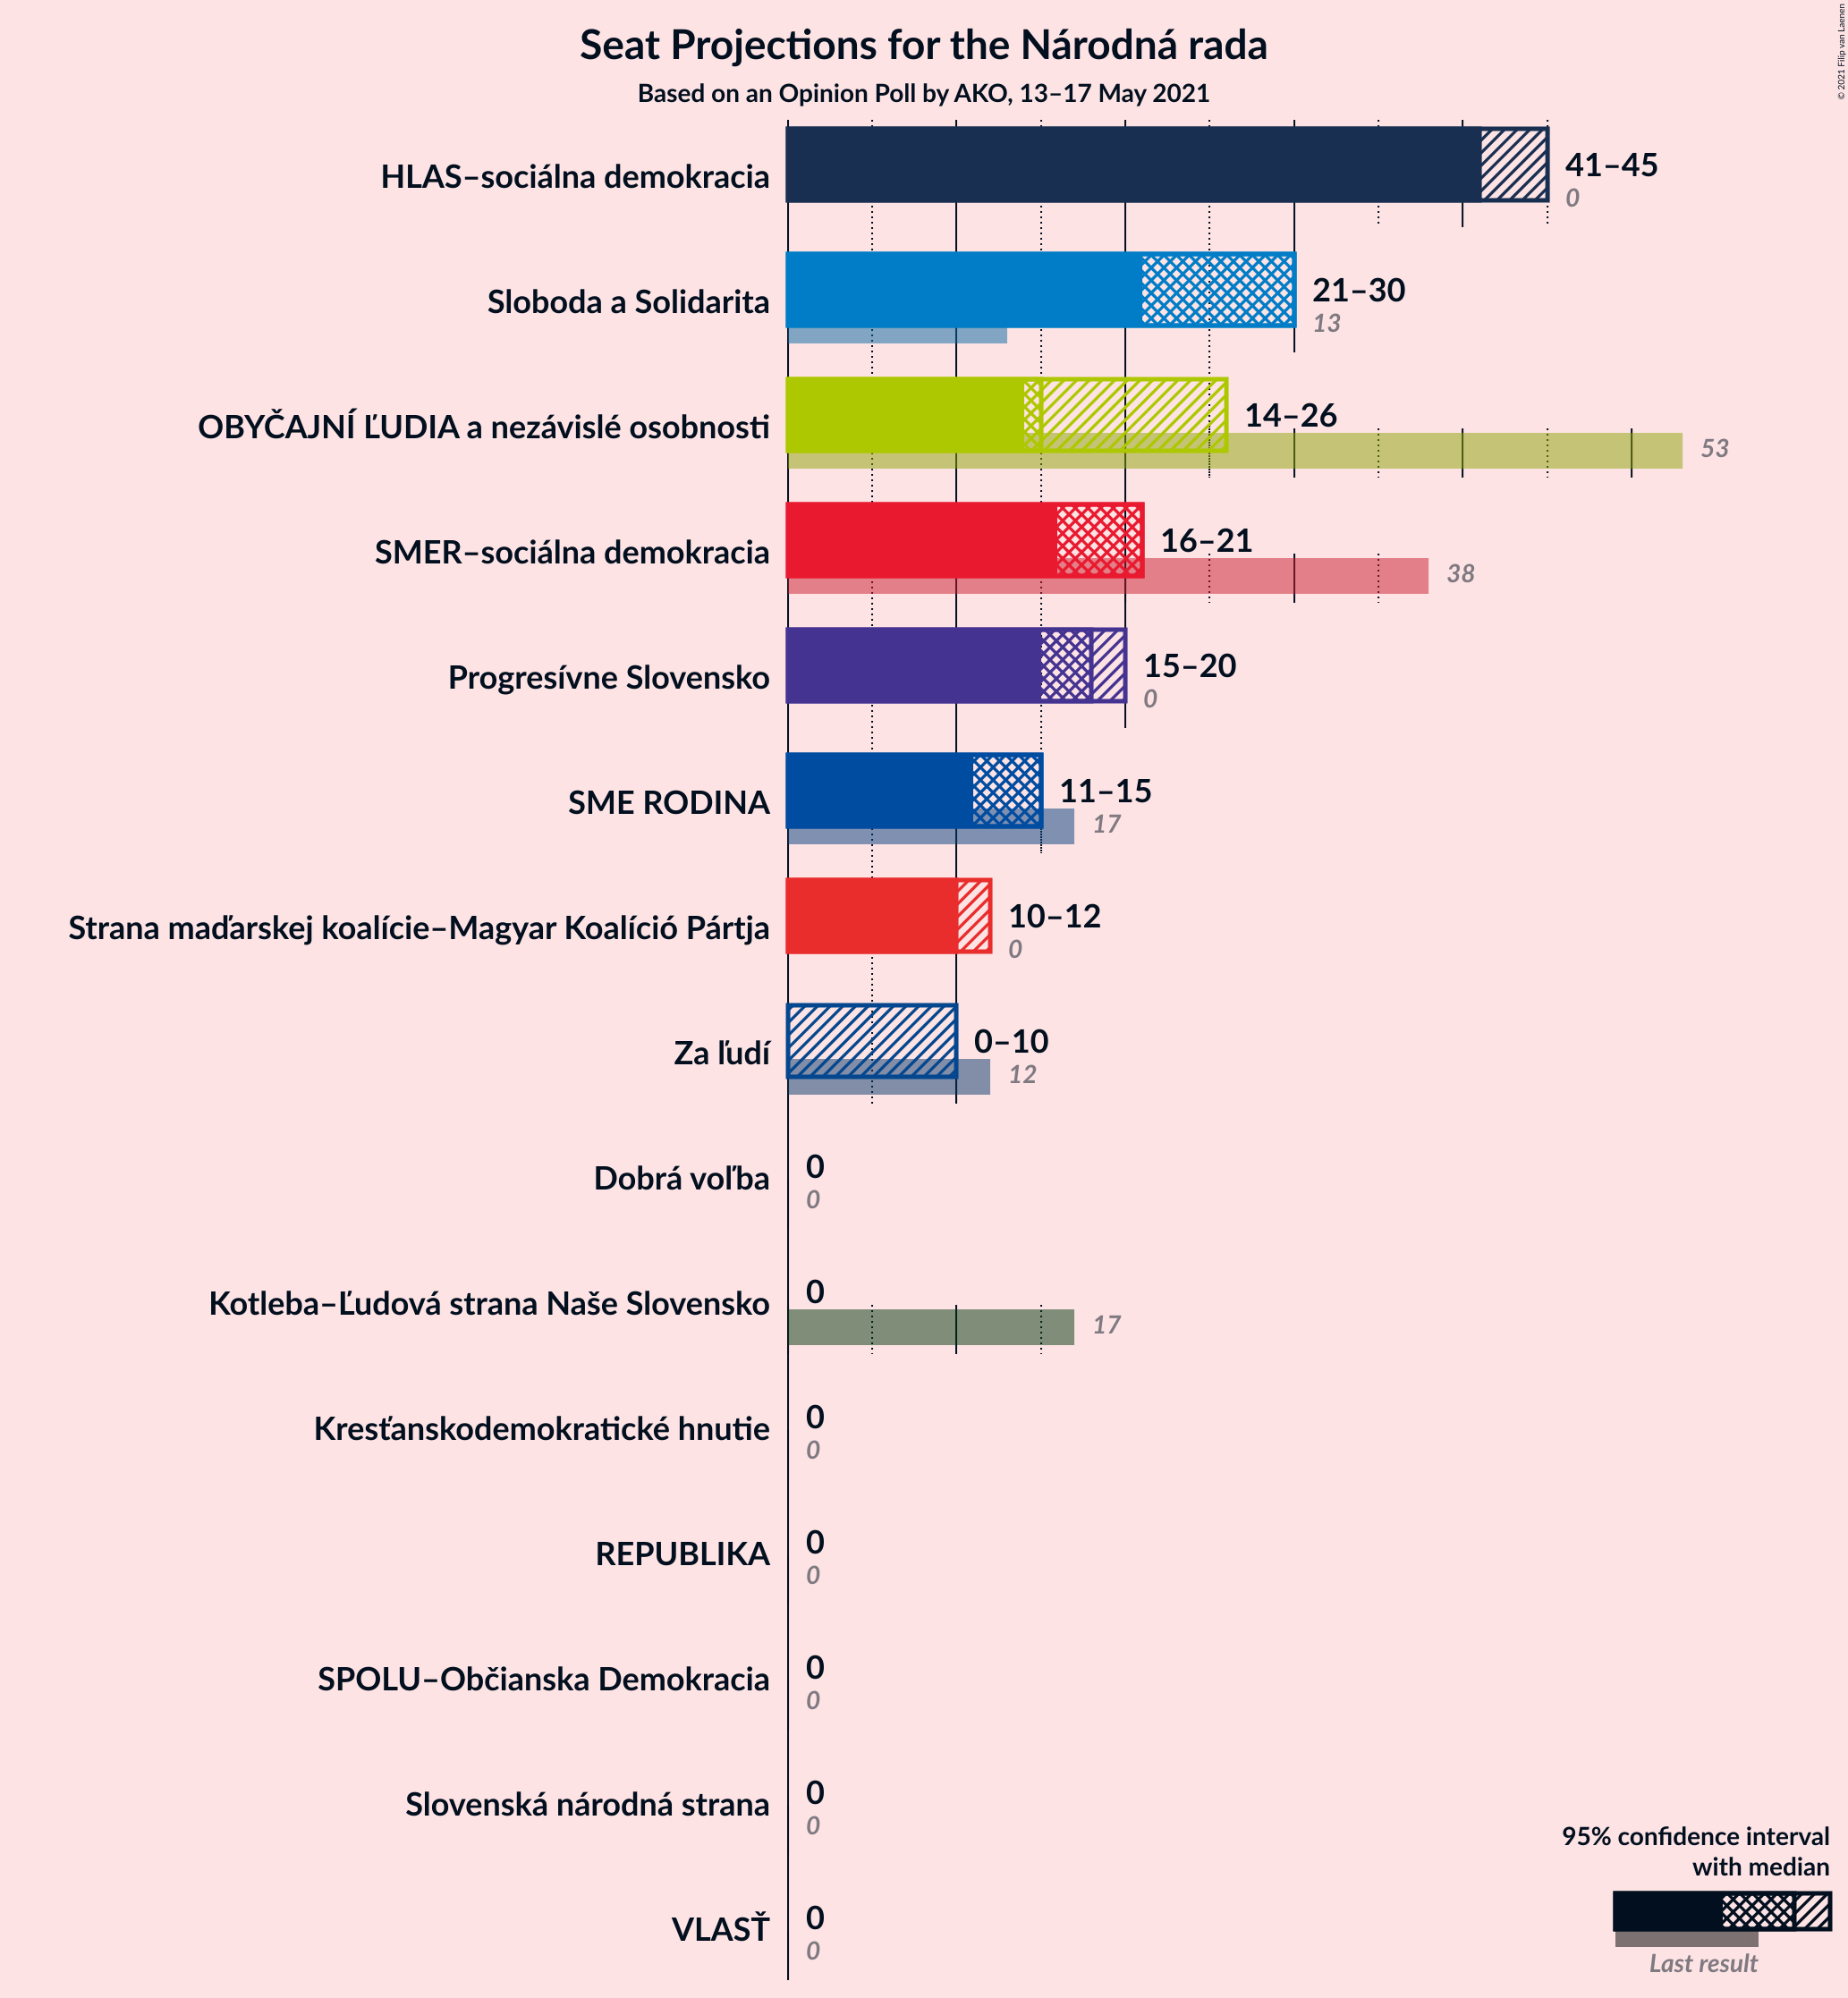 Seat Projections for the Národná rada
Based on an Opinion Poll by AKO, 13–17 May 2021
© 2021 Filip van Laenen
HLAS–sociálna demokracia
41–45
0
Sloboda a Solidarita
21–30
13
OBYČAJNÍ ĽUDIA a nezávislé osobnosti
14–26
53
SMER–sociálna demokracia
16–21
38
Progresívne Slovensko
15–20
0
SME RODINA
11–15
17
Strana maďarskej koalície–Magyar Koalíció Pártja
10–12
0
Za ľudí
0–10
12
Dobrá voľba
0
0
Kotleba–Ľudová strana Naše Slovensko
0
17
Kresťanskodemokratické hnutie
0
0
REPUBLIKA
0
0
SPOLU–Občianska Demokracia
0
0
Slovenská národná strana
0
0
VLASŤ
0
0
95% confidence interval
with median
Last result